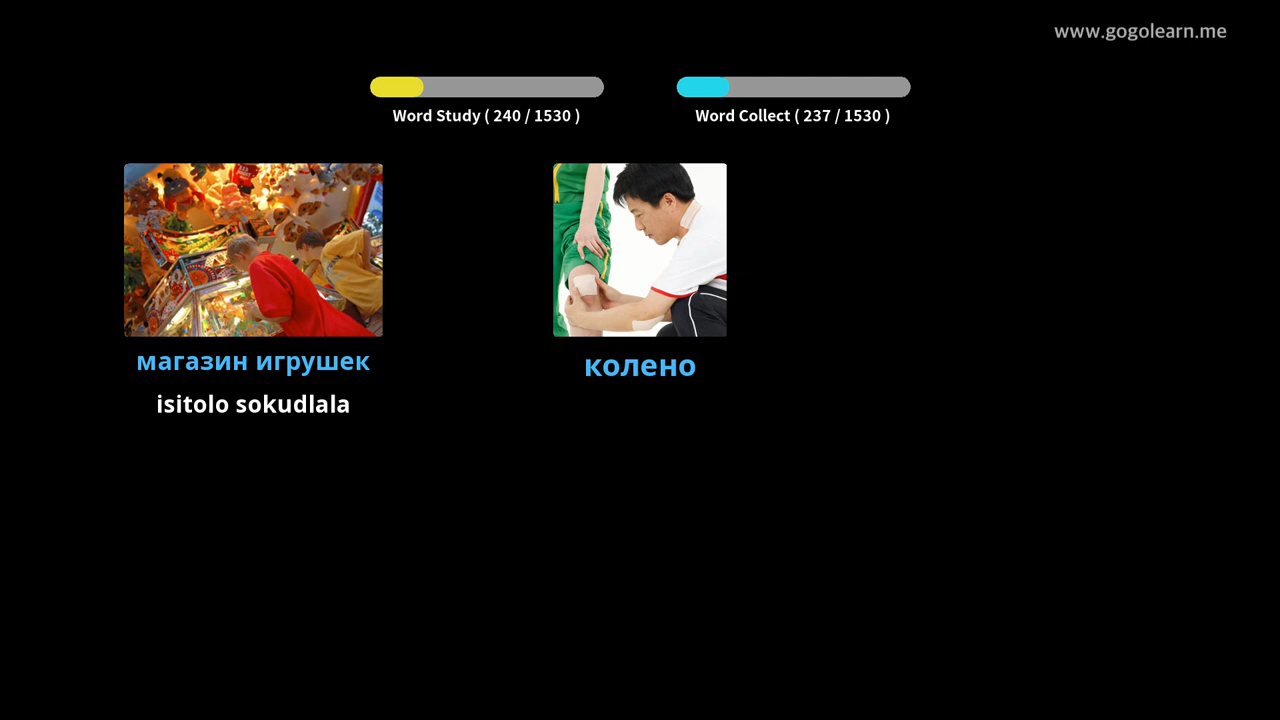 www.gogolearn.me
Word Study ( 240 / 1530 )
Word Collect ( 237 / 1530 )
магазин игрушек
isitolo sokudlala
колено